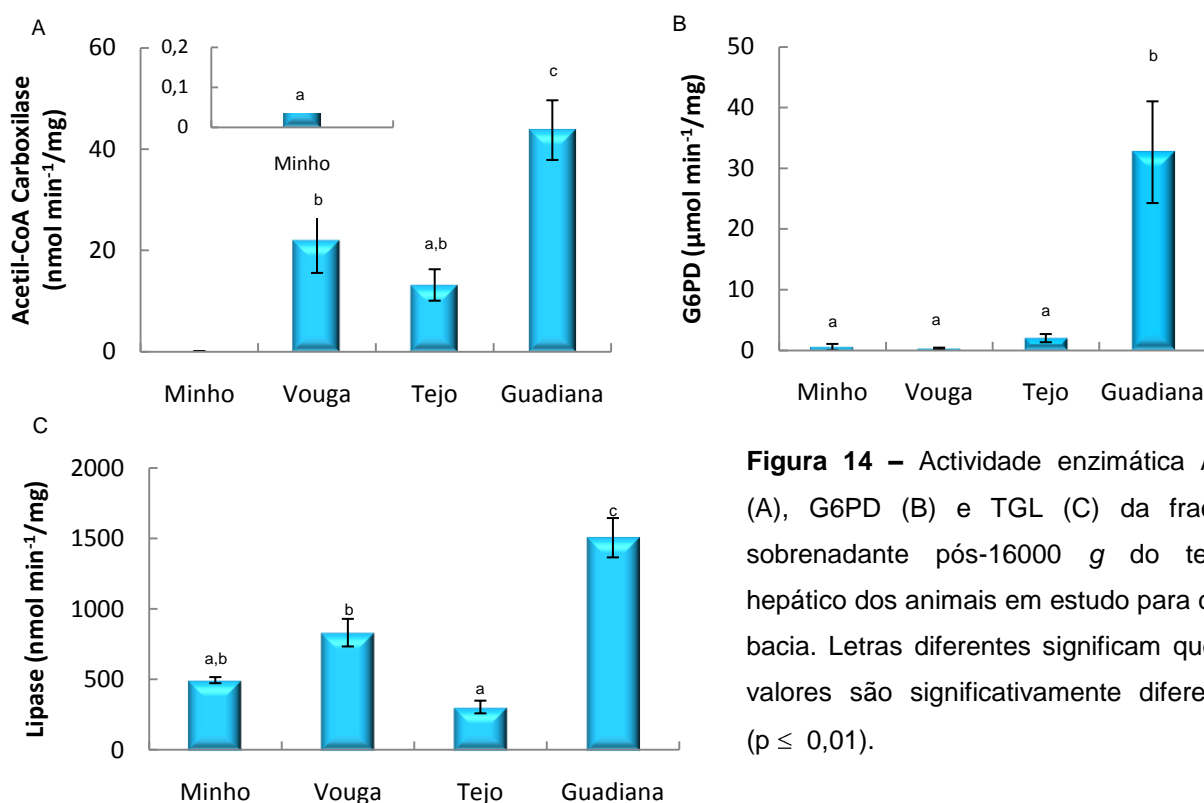 A
60
40
20
0
Acetil-CoA Carboxilase
(nmol min-1/mg)
0,2
0,1
0
a
Minho
b
a,b
c
Minho Vouga Tejo Guadiana
B
50
40
30
20
10
0
G6PD (µmol min-1/mg)
a
a
a
b
Minho Vouga Tejo Guadiana
C
2000
1500
1000
500
0
Lipase (nmol min-1/mg)
a,b
b
a
c
Minho Vouga Tejo Guadiana
Figura 14 – Actividade enzimática
(A), G6PD (B) e TGL (C) da
sobrenadante pós-16000 g do
hepático dos animais em estudo para
bacia. Letras diferentes significam
valores são significativamente
(p ≤ 0,01).